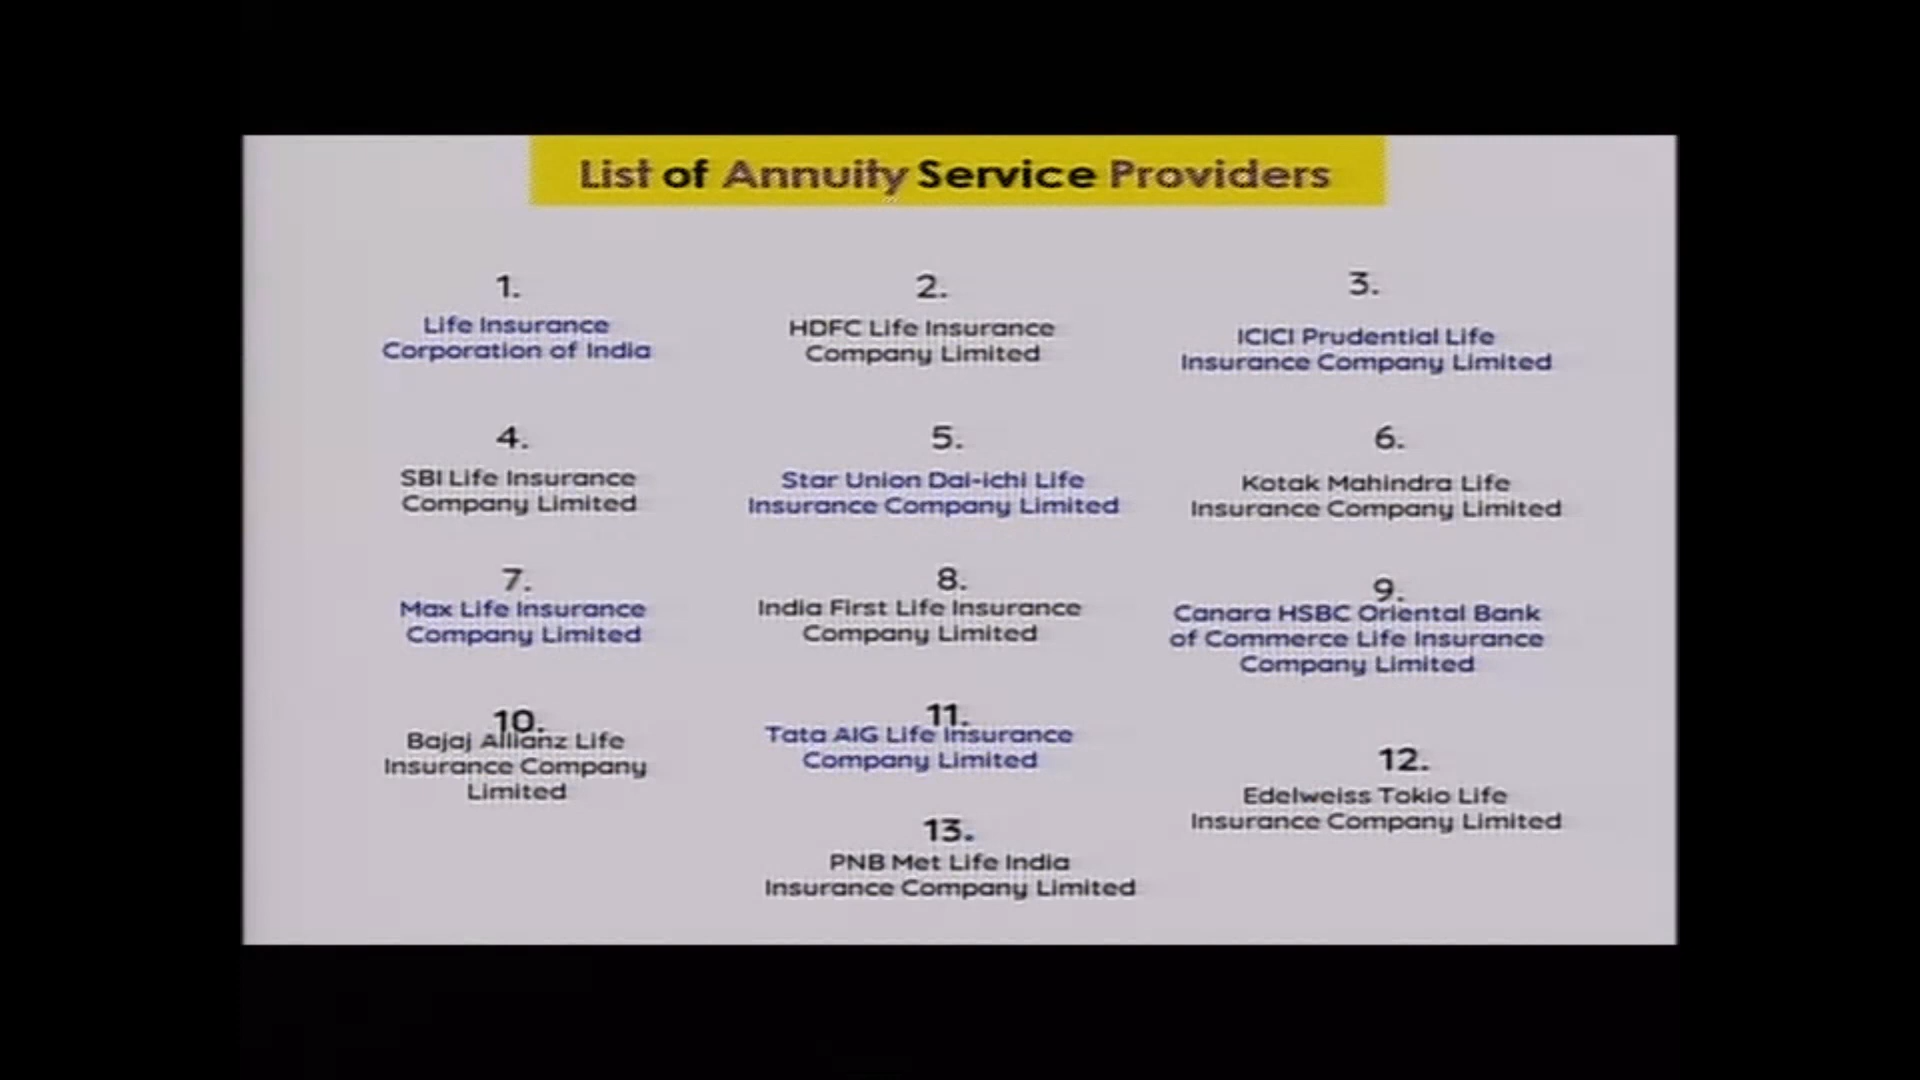 List of Annuity Service Providers
1.
Life Insurance
Corporation of India
2.
HDFC Life Insurance
Company Limited
3.
ICICI Prudential Life
Insurance Company Limited
4.
SBI Life Insurance
Company Limited
5.
Star Union Dai-ichi Life
Insurance Company Limited
6.
Kotak Mahindra Life
Insurance Company Limited
7.
Max Life Insurance
Company Limited
8.
India First Life Insurance
Company Limited
9.
Canara HSBC Oriental Bank
of Commerce Life Insurance
Company Limited
10.
Bajaj Allianz Life
Insurance Company
Limited
11.
Tata AIG Life Insurance
Company Limited
12.
Edelweiss Tokio Life
Insurance Company Limited
13.
PNB Met Life India
Insurance Company Limited